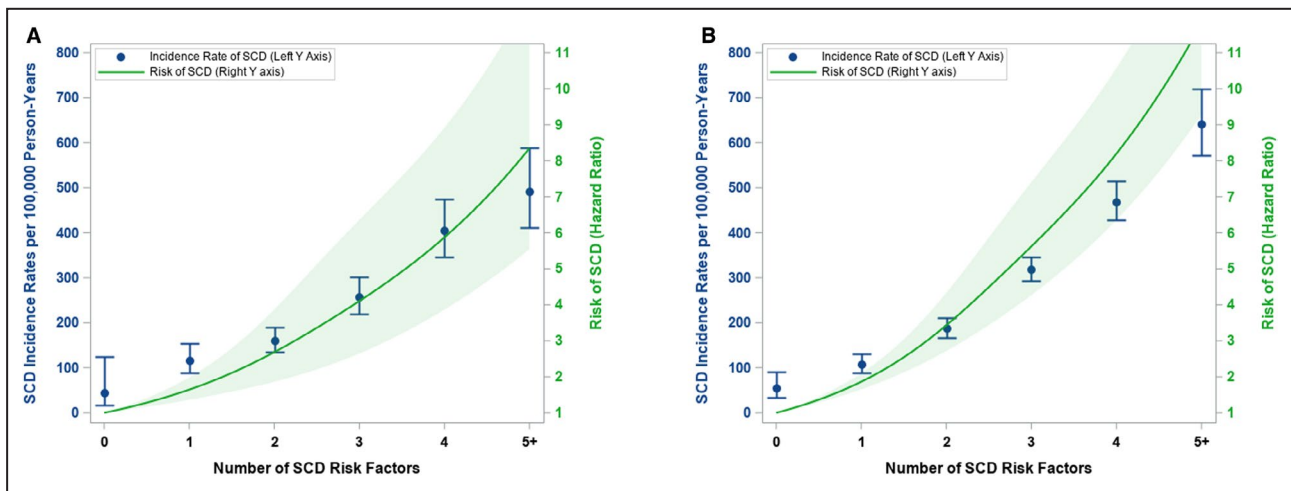 A
SCD Incidence Rates per 100,000 Person-Years
800
700
600
500
400
300
200
100
0
Incidence Rate of SCD (Left Y Axis)
Risk of SCD (Right Y axis)
11
10
9
8
7
6
5
4
3
2
1
Risk of SCD (Hazard Ratio)
0 1 2 3 4 5+
Number of SCD Risk Factors
B
SCD Incidence Rates per 100,000 Person-Years
800
700
600
500
400
300
200
100
0
Incidence Rate of SCD (Left Y Axis)
Risk of SCD (Right Y axis)
11
10
9
8
7
6
5
4
3
2
1
Risk of SCD (Hazard Ratio)
0 1 2 3 4 5+
Number of SCD Risk Factors